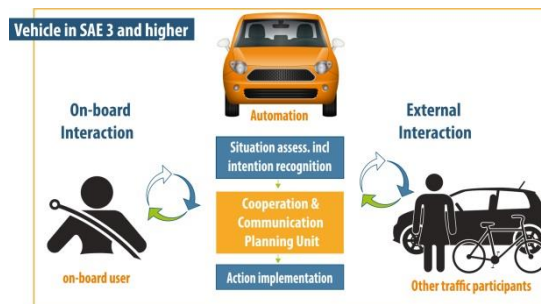 Vehicle in SAE 3 and higher
On-board
Interaction
Automation
External
Interaction
Situation assess. incl
intention recognition
Cooperation &
Communication
Planning Unit
Action implementation
on-board user
Other traffic participants